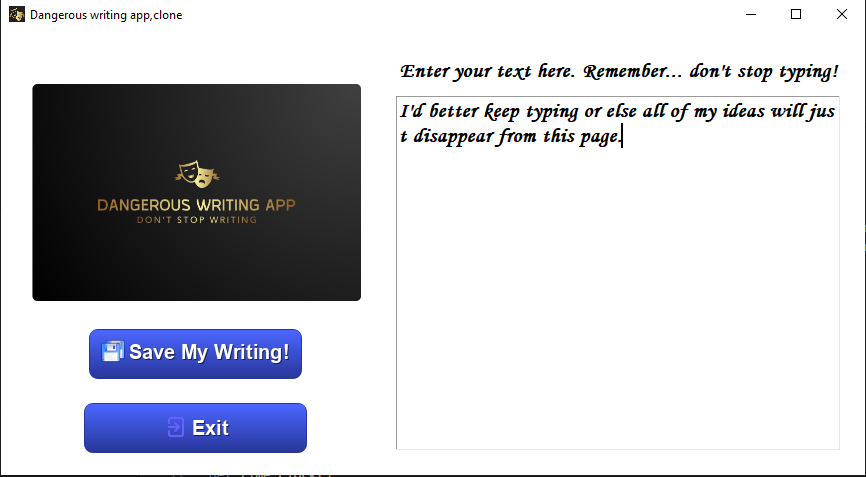 Dangerous writing app,clone
Enter your text here. Remember... don't stop typing!
I'd better keep typing or else all of my ideas will jus
t disappear from this page.
DANGEROUS WRITING APP
DON'T STOP WRITING
Save My Writing!
Exit